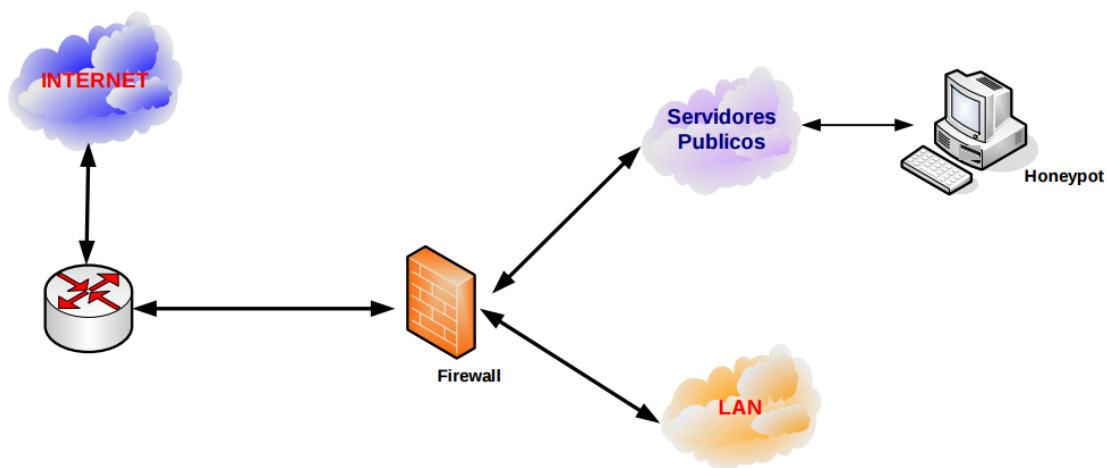 INTERNET
Servidores
Publicos
Honeypot
Firewall
LAN